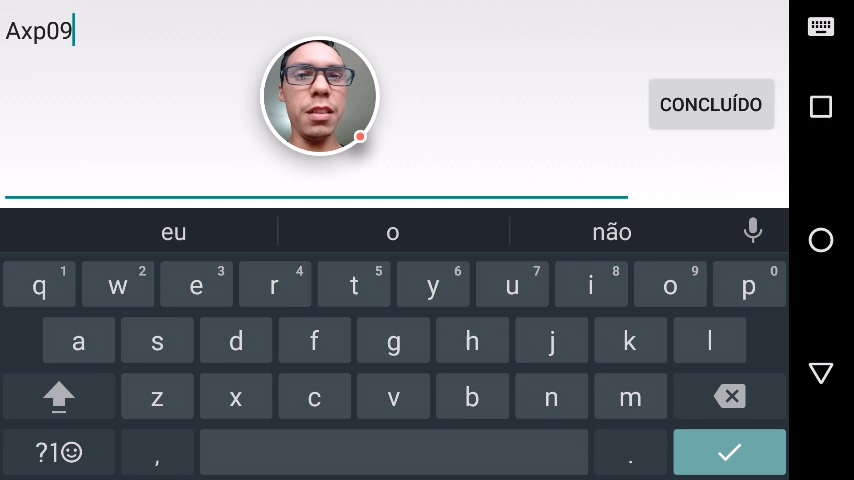 Axp09
CONCLUÍDO
eu o não
q 1 w 2 e 3 r 4 t 5 y 6 u 7 i 8 o 9 p 0
a s d f g h j k l
z x c v b n m
?1☺ , .